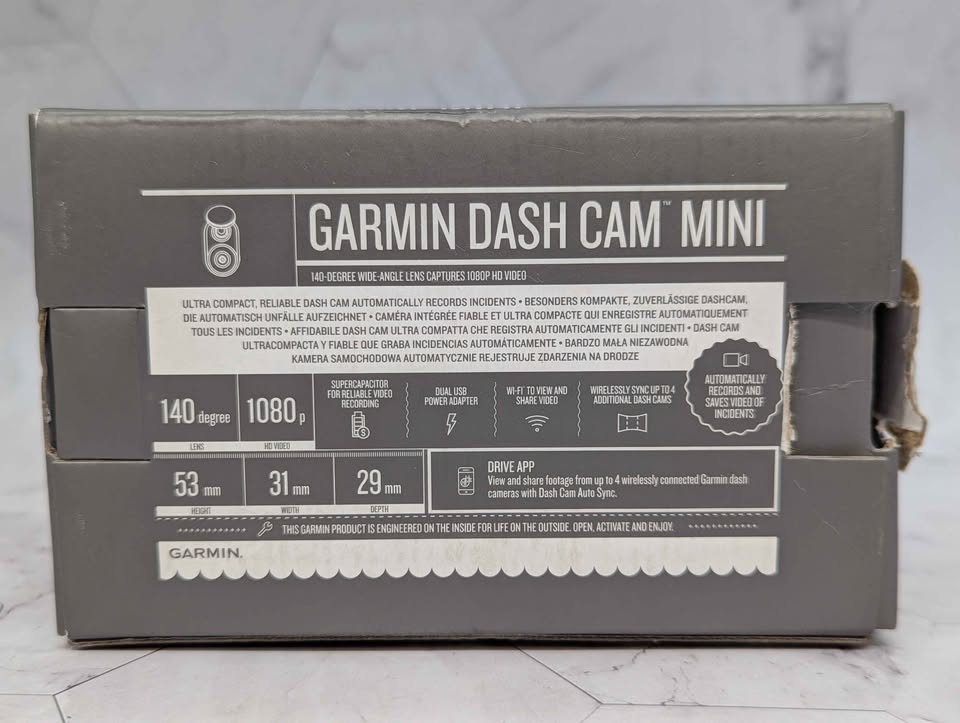 GARMIN DASH CAM™ MINI
140-DEGREE WIDE-ANGLE LENS CAPTURES 1080P HD VIDEO
ULTRA COMPACT, RELIABLE DASH CAM AUTOMATICALLY RECORDS INCIDENTS • BESONDERS KOMPAKTE, ZUVERLÄSSIGE DASHCAM,
DIE AUTOMATISCH UNFÄLLE AUFZEICHNET • CAMÉRA INTÉGRÉE FIABLE ET ULTRA COMPACTE QUI ENREGISTRE AUTOMATIQUEMENT
TOUS LES INCIDENTS • AFFIDABILE DASH CAM ULTRA COMPATTA CHE REGISTRA AUTOMATICAMENTE GLI INCIDENTI • DASH CAM
ULTRACOMPACTA Y FIABLE QUE GRABA INCIDENCIAS AUTOMÁTICAMENTE • BARDZO MAŁA NIEZAWODNA
KAMERA SAMOCHODOWA AUTOMATYCZNIE REJESTRUJE ZDARZENIA NA DRODZE
140 degree
LENS
1080 p
HD VIDEO
SUPERCAPACITOR
FOR RELIABLE VIDEO
RECORDING
DUAL USB
POWER ADAPTER
WI-FI® TO VIEW AND
SHARE VIDEO
WIRELESSLY SYNC UP TO 4
ADDITIONAL DASH CAMS
AUTOMATICALLY
RECORDS AND
SAVES VIDEO OF
INCIDENTS
53 mm
HEIGHT
31 mm
WIDTH
29 mm
DEPTH
DRIVE APP
View and share footage from up to 4 wirelessly connected Garmin dash
cameras with Dash Cam Auto Sync.
THIS GARMIN PRODUCT IS ENGINEERED ON THE INSIDE FOR LIFE ON THE OUTSIDE. OPEN, ACTIVATE AND ENJOY.
GARMIN.